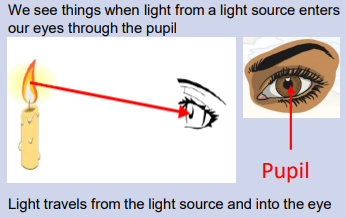 We see things when light from a light source enters
our eyes through the pupil
Pupil
Light travels from the light source and into the eye